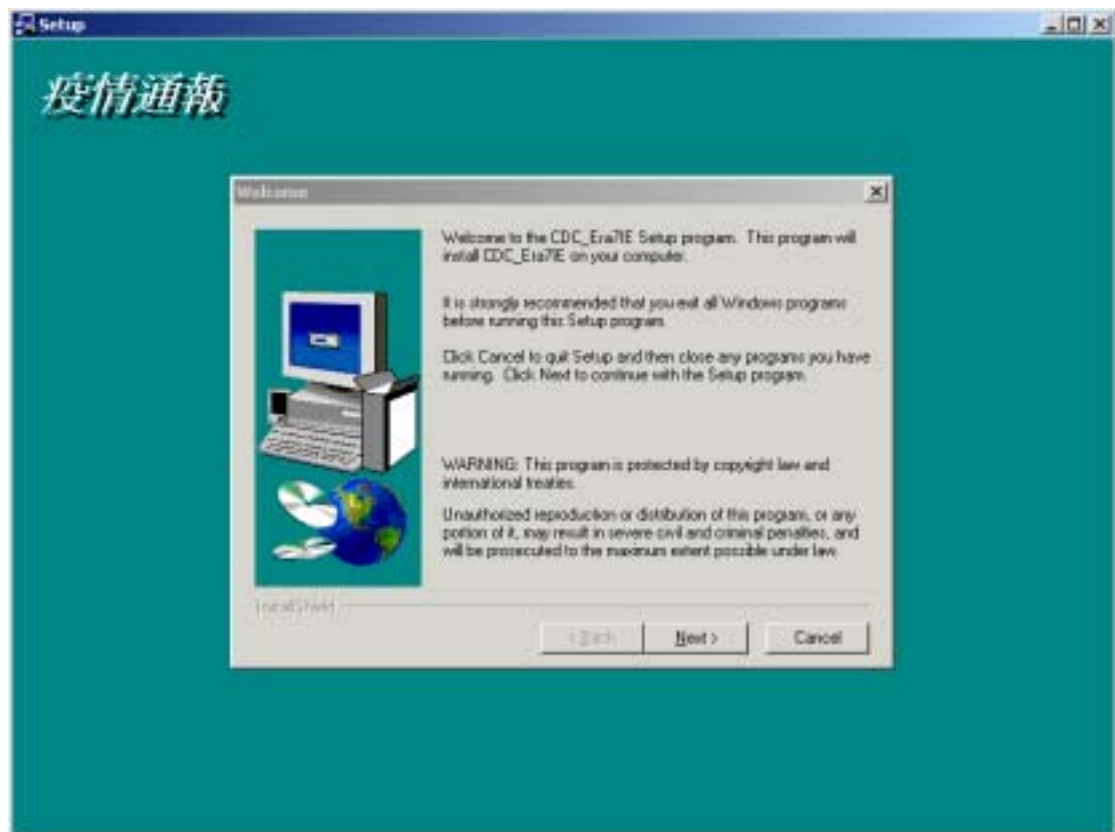 Setup
疫情通報
Welcome
Welcome to the CDC_Era7IE Setup program. This program will
install CDC_Era7IE on your computer.
It is strongly recommended that you exit all Windows programs
before running this Setup program.
Click Cancel to quit Setup and then close any programs you have
running. Click Next to continue with the Setup program.
WARNING: This program is protected by copyright law and
international treaties.
Unauthorized reproduction or distribution of this program, or any
portion of it, may result in severe civil and criminal penalties, and
will be prosecuted to the maximum extent possible under law.
InstallShield
< Back
Next >
Cancel